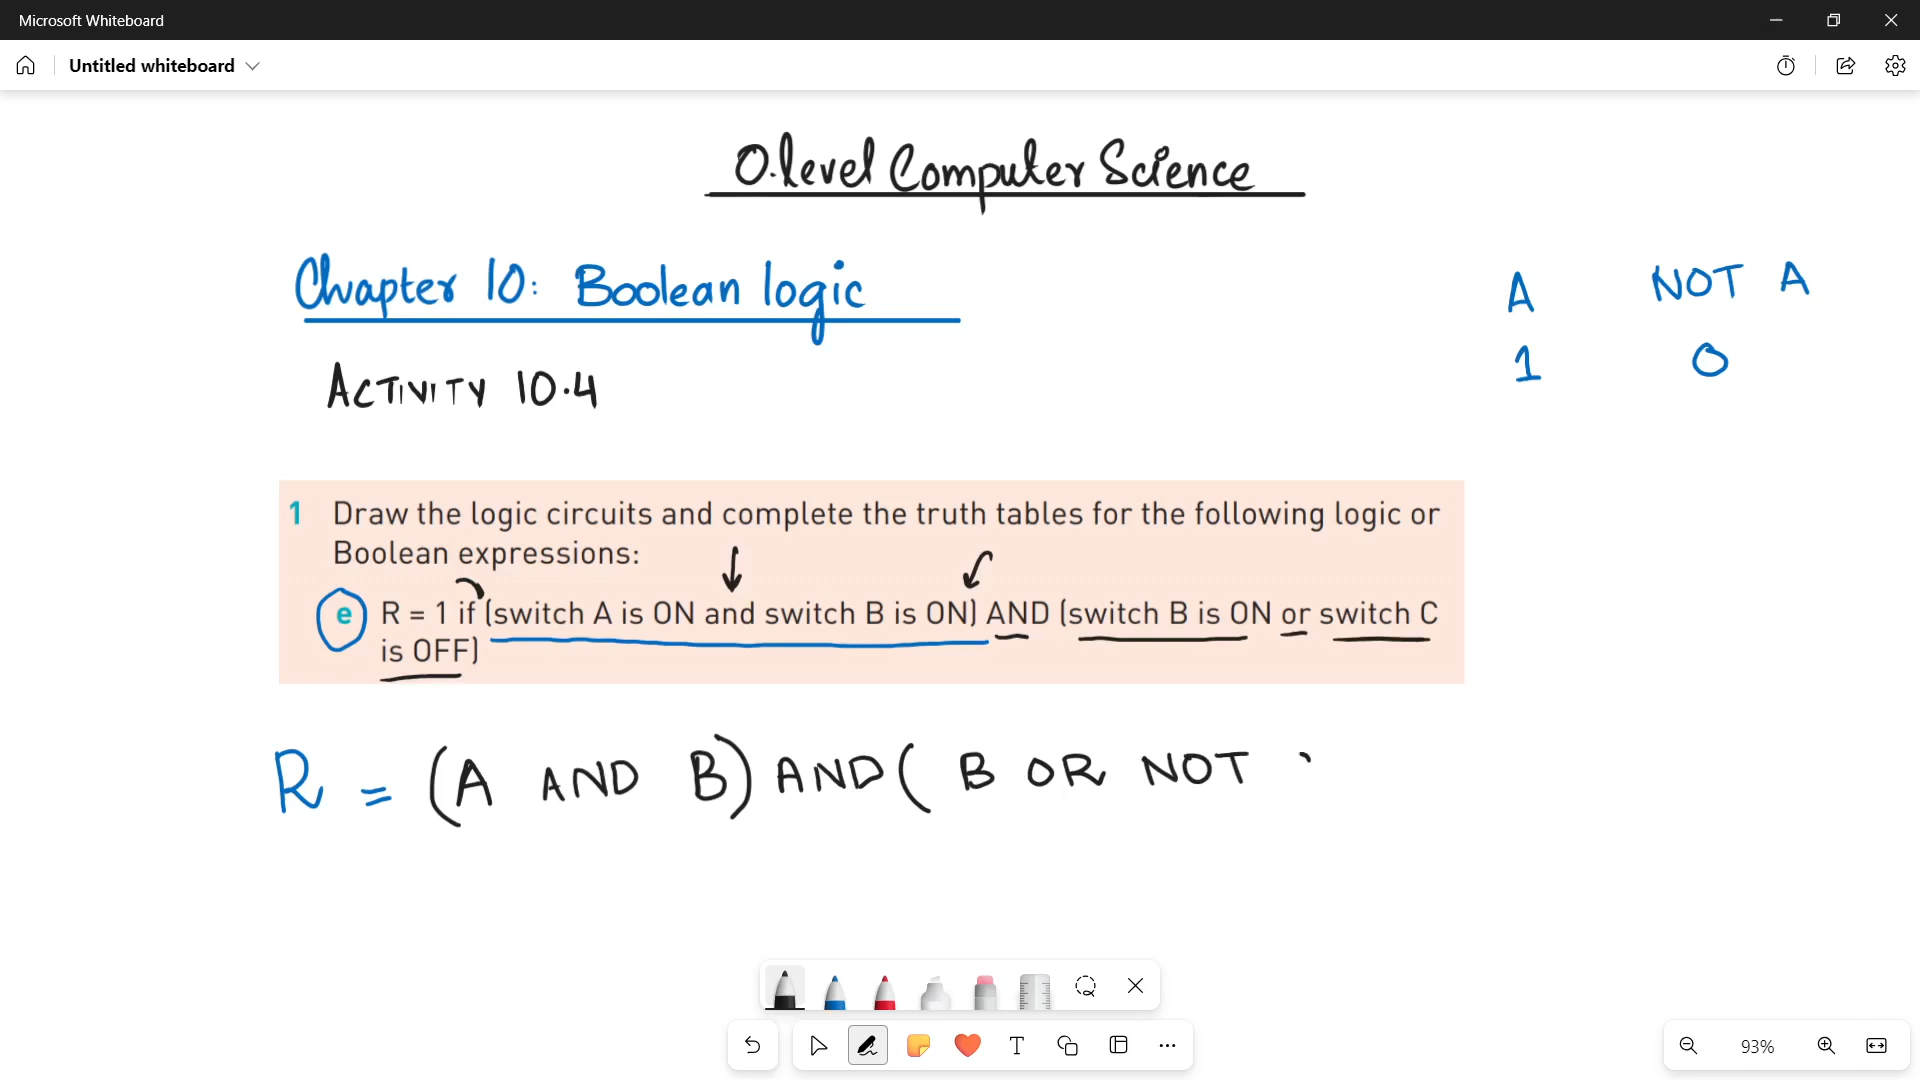 Microsoft Whiteboard
Untitled whiteboard
O.level Computer Science
Chapter 10: Boolean logic
A NOT A
1 0
ACTIVITY 10.4
1 Draw the logic circuits and complete the truth tables for the following logic or
Boolean expressions:
e R = 1 if (switch A is ON and switch B is ON) AND (switch B is ON or switch C
is OFF)
R = (A AND B) AND ( B OR NOT
T
93%